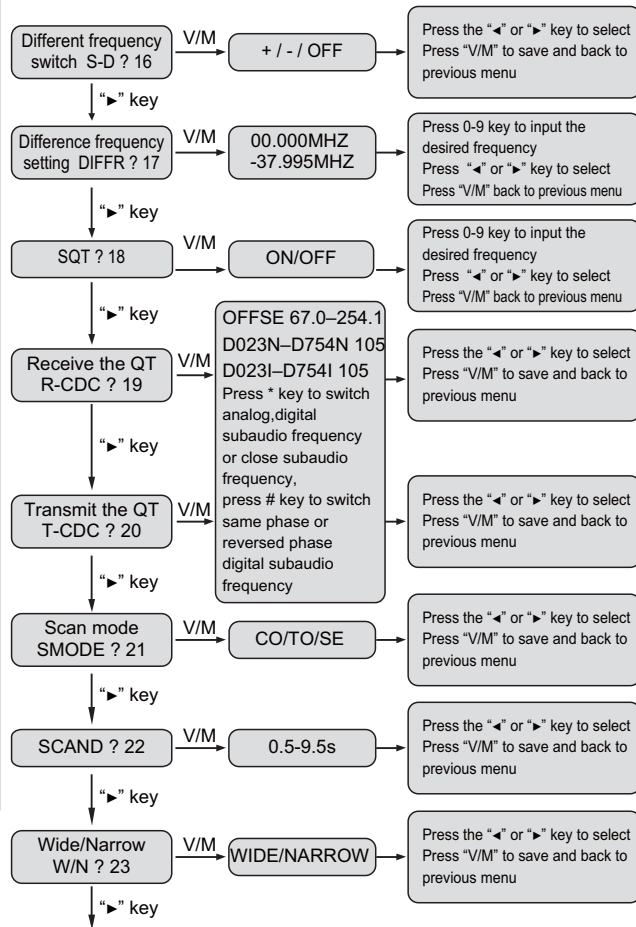 Different frequency
switch S-D ? 16
V/M
+ / - / OFF
Press the “◄” or “►” key to select
Press “V/M” to save and back to
previous menu
“►” key
Difference frequency
setting DIFFR ? 17
V/M
00.000MHZ
-37.995MHZ
Press 0-9 key to input the
desired frequency
Press “◄” or “►” key to select
Press “V/M” back to previous menu
“►” key
SQT ? 18
V/M
ON/OFF
Press 0-9 key to input the
desired frequency
Press “◄” or “►” key to select
Press “V/M” back to previous menu
“►” key
Receive the QT
R-CDC ? 19
V/M
OFFSE 67.0–254.1
D023N–D754N 105
D023I–D754I 105
Press * key to switch
analog,digital
subaudio frequency
or close subaudio
frequency,
press # key to switch
same phase or
reversed phase
digital subaudio
frequency
Press the “◄” or “►” key to select
Press “V/M” to save and back to
previous menu
“►” key
Transmit the QT
T-CDC ? 20
V/M
Press the “◄” or “►” key to select
Press “V/M” to save and back to
previous menu
“►” key
Scan mode
SMODE ? 21
V/M
CO/TO/SE
Press the “◄” or “►” key to select
Press “V/M” to save and back to
previous menu
“►” key
SCAND ? 22
V/M
0.5-9.5s
Press the “◄” or “►” key to select
Press “V/M” to save and back to
previous menu
“►” key
Wide/Narrow
W/N ? 23
V/M
WIDE/NARROW
Press the “◄” or “►” key to select
Press “V/M” to save and back to
previous menu
“►” key